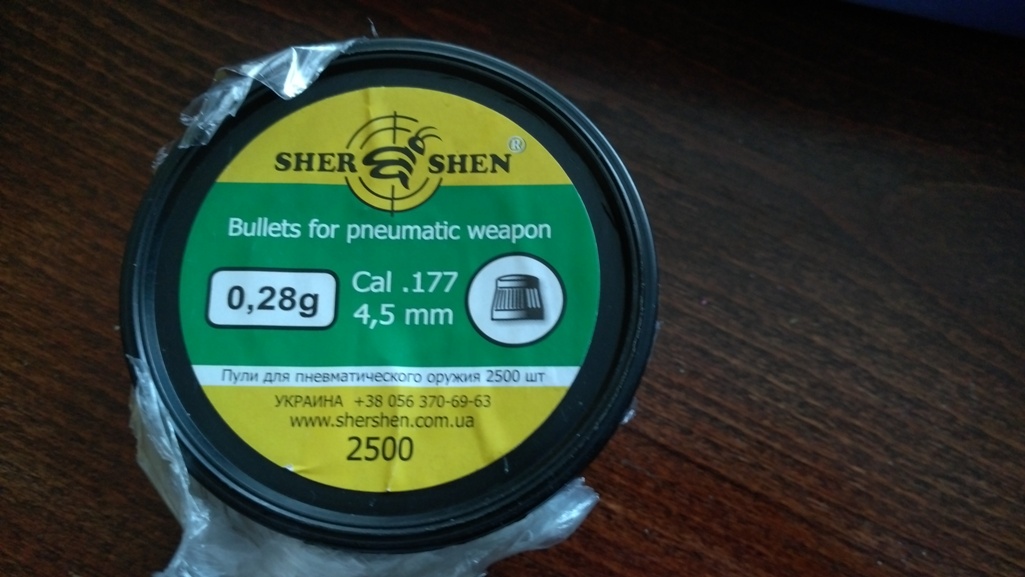 SHER SHEN ®
Bullets for pneumatic weapon
0,28g
Cal .177
4,5 mm
Пули для пневматического оружия 2500 шт
УКРАИНА +38 056 370-69-63
www.shershen.com.ua
2500